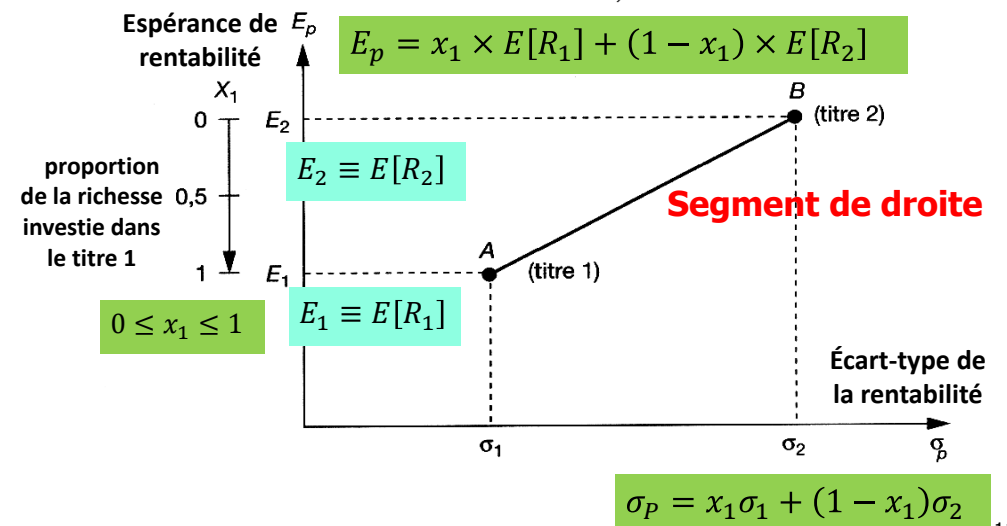 Espérance de
rentabilité
E_p
E_p = x_1 × E[R_1] + (1 − x_1) × E[R_2]
X_1
0
0,5
1
proportion
de la richesse
investie dans
le titre 1
0 ≤ x_1 ≤ 1
E_2
E_2 ≡ E[R_2]
E_1
E_1 ≡ E[R_1]
B
(titre 2)
Segment de droite
A
(titre 1)
Écart-type de
la rentabilité
σ_1
σ_2
σ_p
σ_P = x_1σ_1 + (1 − x_1)σ_2